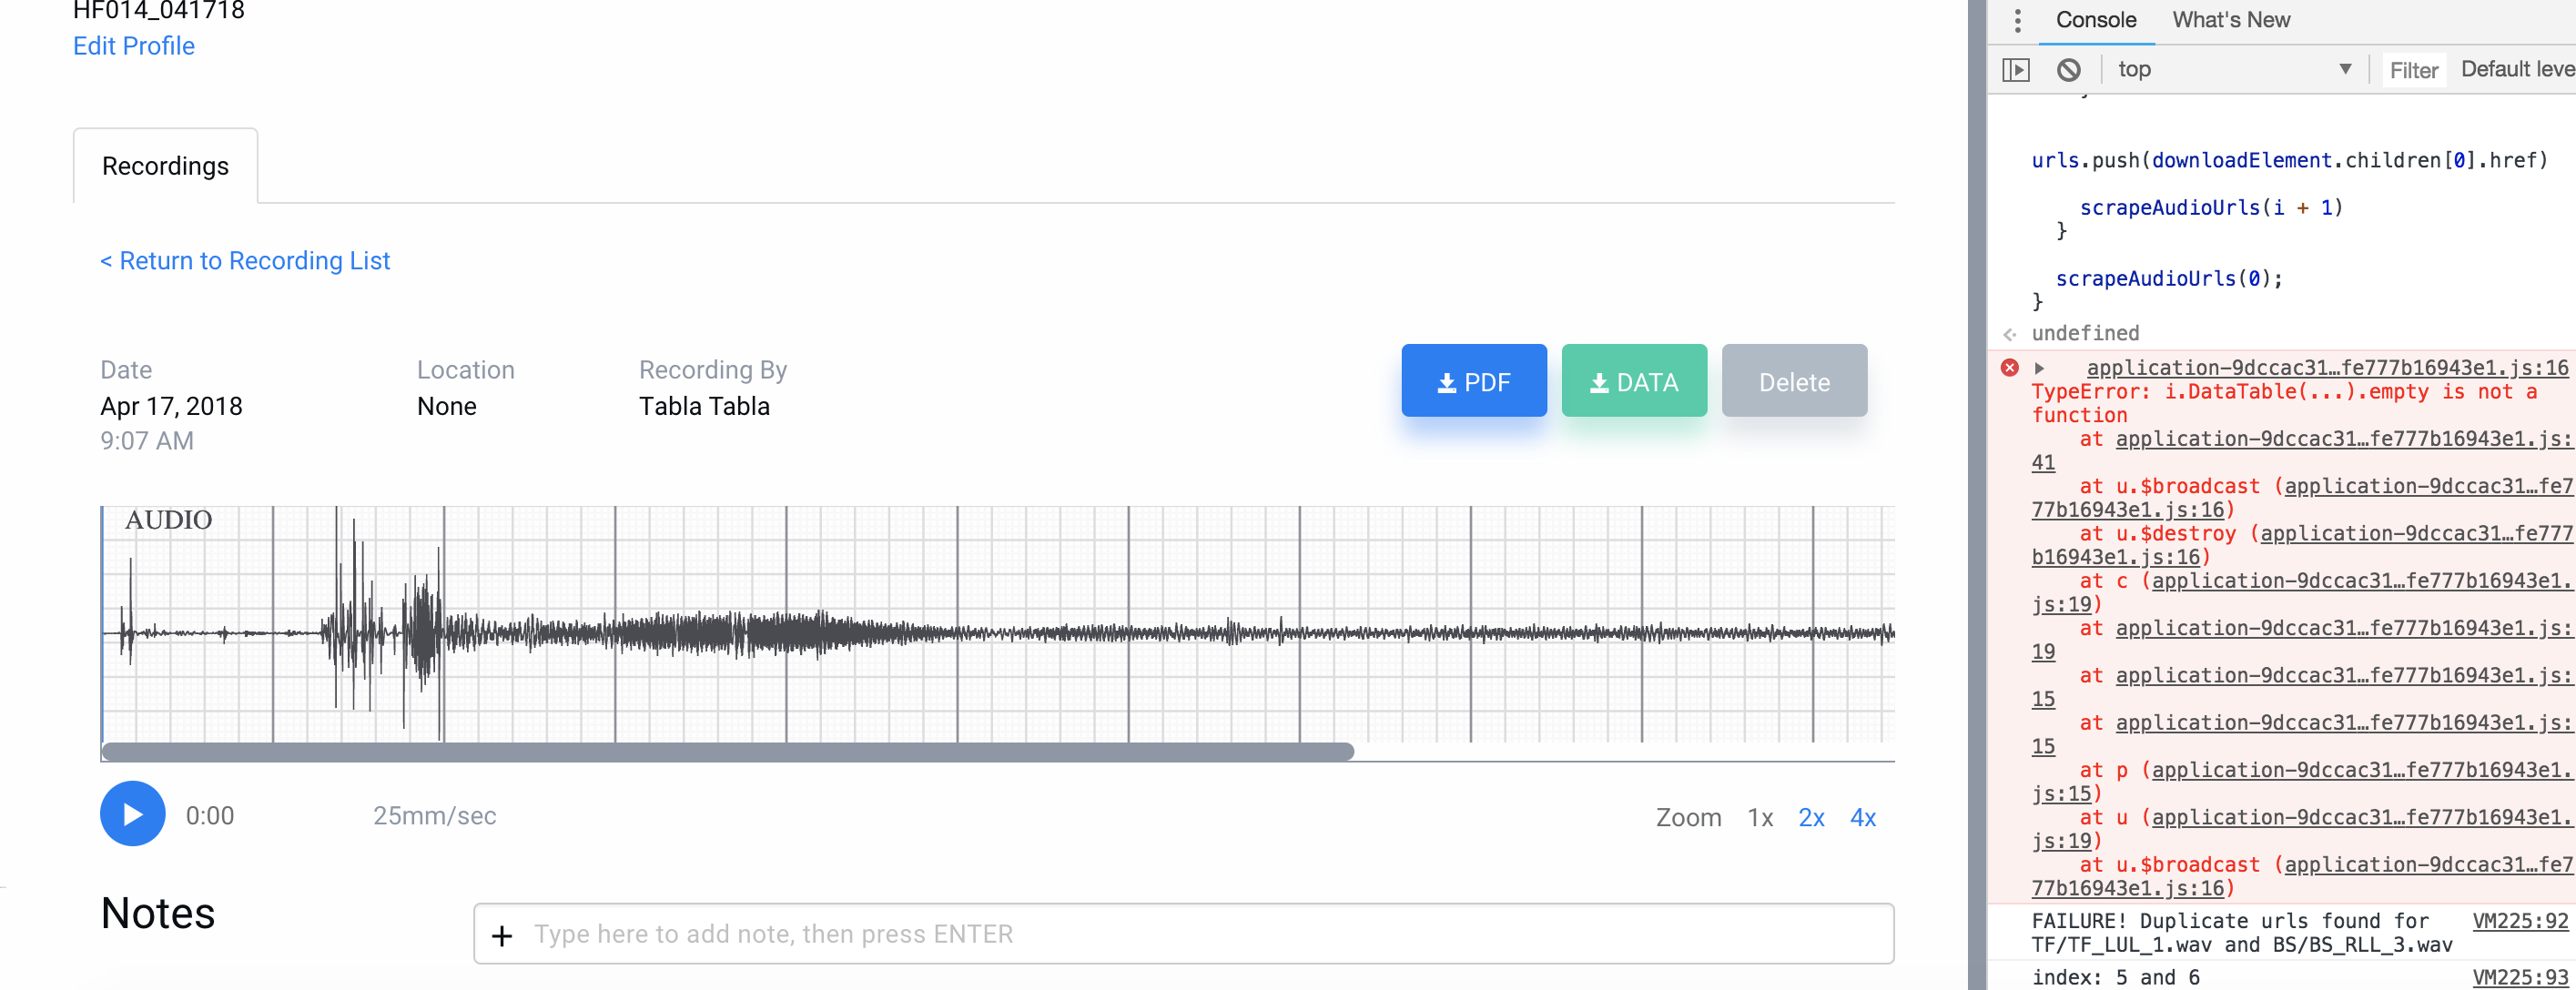 HF014_041718
Edit Profile
Recordings
< Return to Recording List
Date
Apr 17, 2018
9:07 AM
Location
None
Recording By
Tabla Tabla
PDF
DATA
Delete
AUDIO
0:00
25mm/sec
Zoom 1x 2x 4x
Notes
+ Type here to add note, then press ENTER
Console What's New
top Filter Default leve
urls.push(downloadElement.children[0].href)
scrapeAudioUrls(i + 1)
}
scrapeAudioUrls(0);
}
undefined
application-9dccac31…fe777b16943e1.js:16
TypeError: i.DataTable(...).empty is not a
function
at application-9dccac31…fe777b16943e1.js:
41
at u.$broadcast (application-9dccac31…fe7
77b16943e1.js:16)
at u.$destroy (application-9dccac31…fe777
b16943e1.js:16)
at c (application-9dccac31…fe777b16943e1.
js:19)
at application-9dccac31…fe777b16943e1.js:
19
at application-9dccac31…fe777b16943e1.js:
15
at application-9dccac31…fe777b16943e1.js:
15
at p (application-9dccac31…fe777b16943e1.
js:15)
at u (application-9dccac31…fe777b16943e1.
js:19)
at u.$broadcast (application-9dccac31…fe7
77b16943e1.js:16)
FAILURE! Duplicate urls found for VM225:92
TF/TF_LUL_1.wav and BS/BS_RLL_3.wav
index: 5 and 6 VM225:93